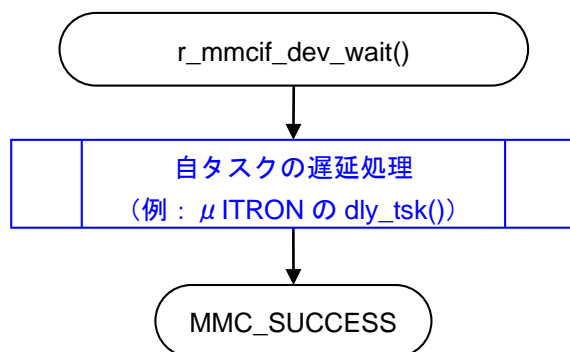 r_mmcif_dev_wait()
自タスクの遅延処理
（例：μITRON の dly_tsk()）
MMC_SUCCESS